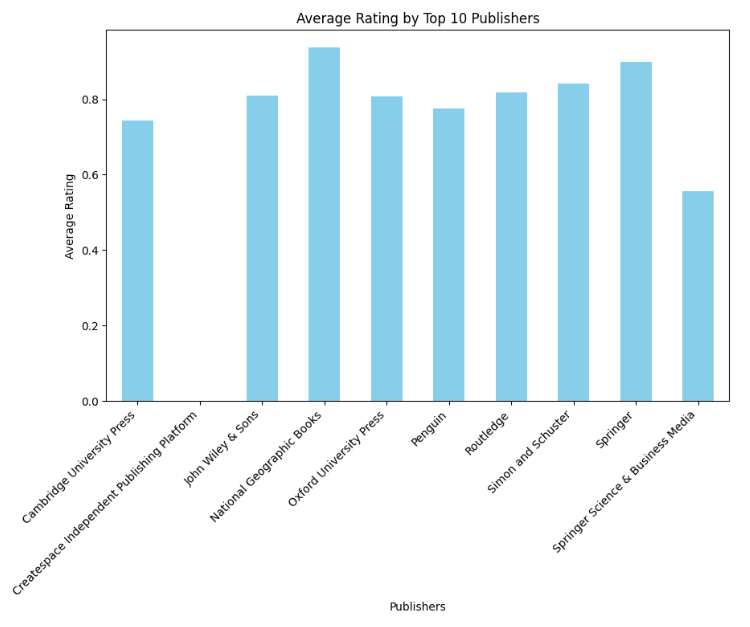 Average Rating by Top 10 Publishers
Average Rating
0.8
0.6
0.4
0.2
0.0
Cambridge University Press
Createspace Independent Publishing Platform
John Wiley & Sons
National Geographic Books
Oxford University Press
Penguin
Routledge
Simon and Schuster
Springer
Springer Science & Business Media
Publishers